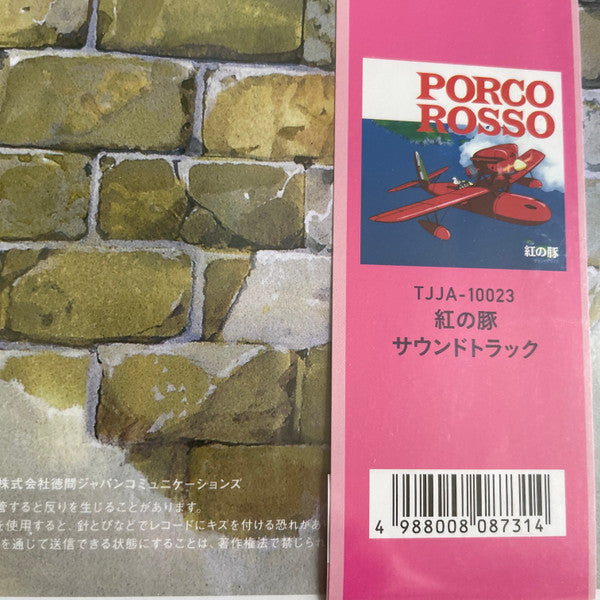 PORCO
ROSSO
紅の豚
TJJA-10023
紅の豚
サウンドトラック
4 988008 087314
株式会社徳間ジャパンコミュニケーションズ
管すると反りを生じることがあります。
を使用すると、針とびなどでレコードにキズを付ける恐れがあ
を通じて送信できる状態にすることは、著作権法で禁じられ